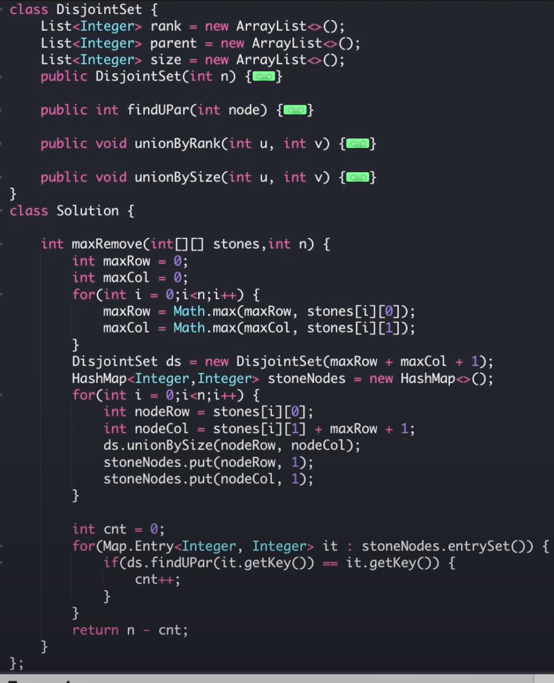 class DisjointSet {
    List<Integer> rank = new ArrayList<>();
    List<Integer> parent = new ArrayList<>();
    List<Integer> size = new ArrayList<>();
    public DisjointSet(int n) {}

    public int findUPar(int node) {}

    public void unionByRank(int u, int v) {}

    public void unionBySize(int u, int v) {}
}
class Solution {

    int maxRemove(int[][] stones,int n) {
        int maxRow = 0;
        int maxCol = 0;
        for(int i = 0;i<n;i++) {
            maxRow = Math.max(maxRow, stones[i][0]);
            maxCol = Math.max(maxCol, stones[i][1]);
        }
        DisjointSet ds = new DisjointSet(maxRow + maxCol + 1);
        HashMap<Integer,Integer> stoneNodes = new HashMap<>();
        for(int i = 0;i<n;i++) {
            int nodeRow = stones[i][0];
            int nodeCol = stones[i][1] + maxRow + 1;
            ds.unionBySize(nodeRow, nodeCol);
            stoneNodes.put(nodeRow, 1);
            stoneNodes.put(nodeCol, 1);
        }

        int cnt = 0;
        for(Map.Entry<Integer, Integer> it : stoneNodes.entrySet()) {
            if(ds.findUPar(it.getKey()) == it.getKey()) {
                cnt++;
            }
        }
        return n - cnt;
    }
};